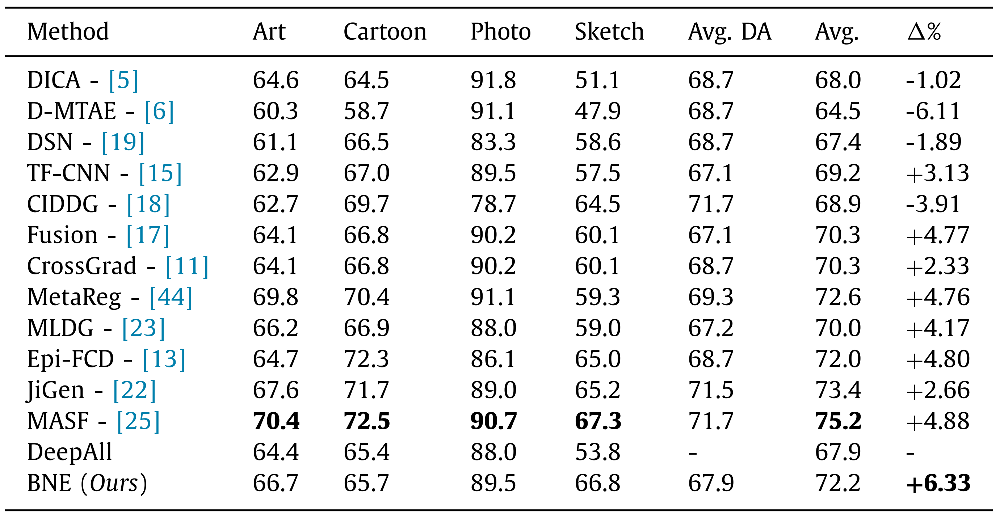 Method Art Cartoon Photo Sketch Avg. DA Avg. Δ%
DICA - [5] 64.6 64.5 91.8 51.1 68.7 68.0 -1.02
D-MTAE - [6] 60.3 58.7 91.1 47.9 68.7 64.5 -6.11
DSN - [19] 61.1 66.5 83.3 58.6 68.7 67.4 -1.89
TF-CNN - [15] 62.9 67.0 89.5 57.5 67.1 69.2 +3.13
CIDDG - [18] 62.7 69.7 78.7 64.5 71.7 68.9 -3.91
Fusion - [17] 64.1 66.8 90.2 60.1 67.1 70.3 +4.77
CrossGrad - [11] 64.1 66.8 90.2 60.1 68.7 70.3 +2.33
MetaReg - [44] 69.8 70.4 91.1 59.3 69.3 72.6 +4.76
MLDG - [23] 66.2 66.9 88.0 59.0 67.2 70.0 +4.17
Epi-FCD - [13] 64.7 72.3 86.1 65.0 68.7 72.0 +4.80
JiGen - [22] 67.6 71.7 89.0 65.2 71.5 73.4 +2.66
MASF - [25] 70.4 72.5 90.7 67.3 71.7 75.2 +4.88
DeepAll 64.4 65.4 88.0 53.8 - 67.9 -
BNE (Ours) 66.7 65.7 89.5 66.8 67.9 72.2 +6.33